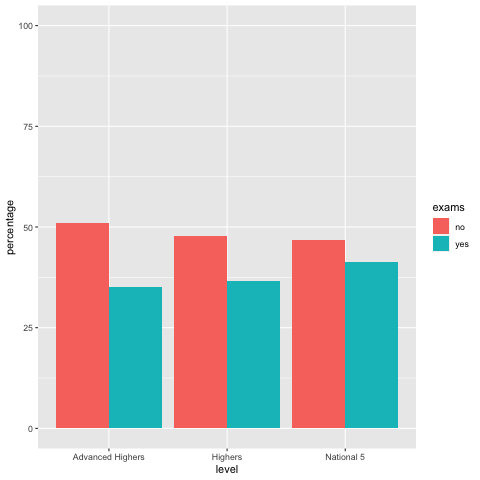 100
75
50
25
0
percentage
Advanced Highers
Highers
National 5
level
exams
no
yes